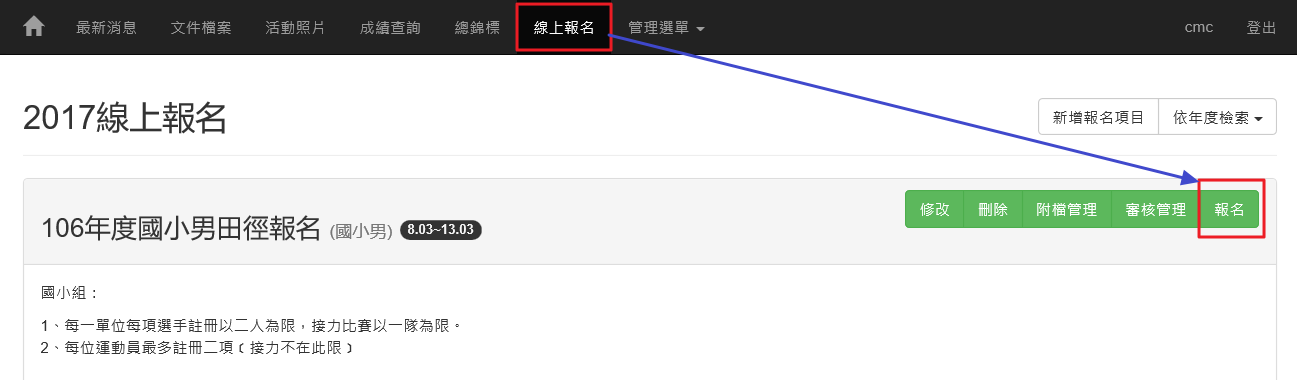 最新消息 文件檔案 活動照片 成績查詢 總錦標 線上報名 管理選單 cmc 登出
2017線上報名 新增報名項目 依年度檢索
106年度國小男田徑報名 (國小男) 8.03~13.03 修改 刪除 附檔管理 審核管理 報名
國小組：
1、每一單位每項選手註冊以二人為限，接力比賽以一隊為限。
2、每位運動員最多註冊二項﹝接力不在此限﹞